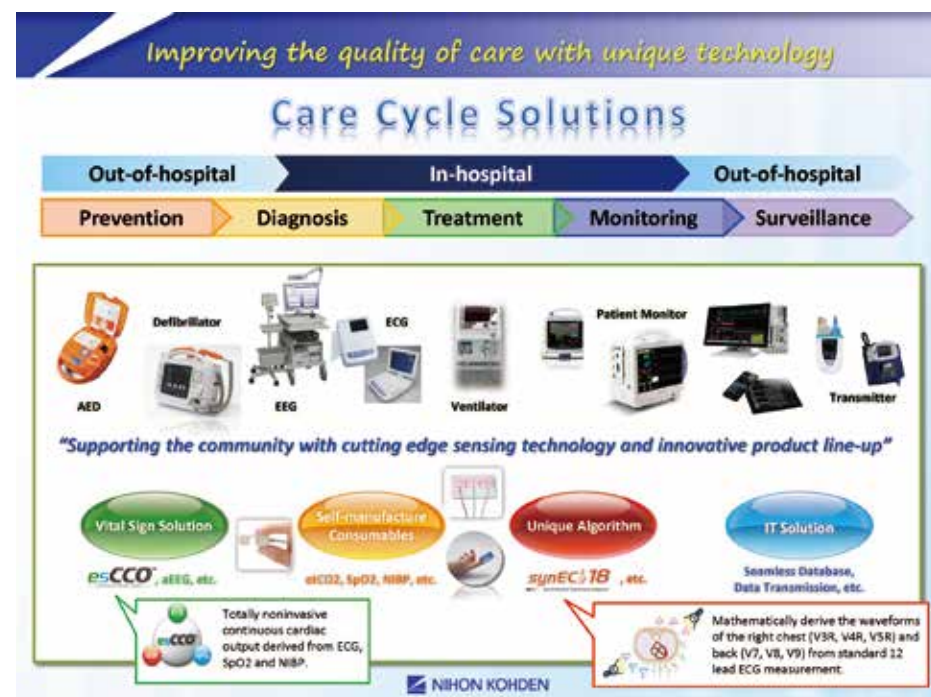 Improving the quality of care with unique technology
Care Cycle Solutions
Out-of-hospital
In-hospital
Out-of-hospital
Prevention
Diagnosis
Treatment
Monitoring
Surveillance
Defibrillator
ECG
Patient Monitor
AED
EEG
Ventilator
Transmitter
"Supporting the community with cutting edge sensing technology and innovative product line-up"
Vital Sign Solution
Self-manufacture
Consumables
Unique Algorithm
IT Solution
esCCO™, aEEG, etc.
etCO2, SpO2, NIBP, etc.
synECi18 , etc.
Seamless Database,
Data Transmission, etc.
esCCO
Totally noninvasive
continuous cardiac
output derived from ECG,
SpO2 and NIBP.
Mathematically derive the waveforms
of the right chest (V3R, V4R, V5R) and
back (V7, V8, V9) from standard 12
lead ECG measurement.
NIHON KOHDEN